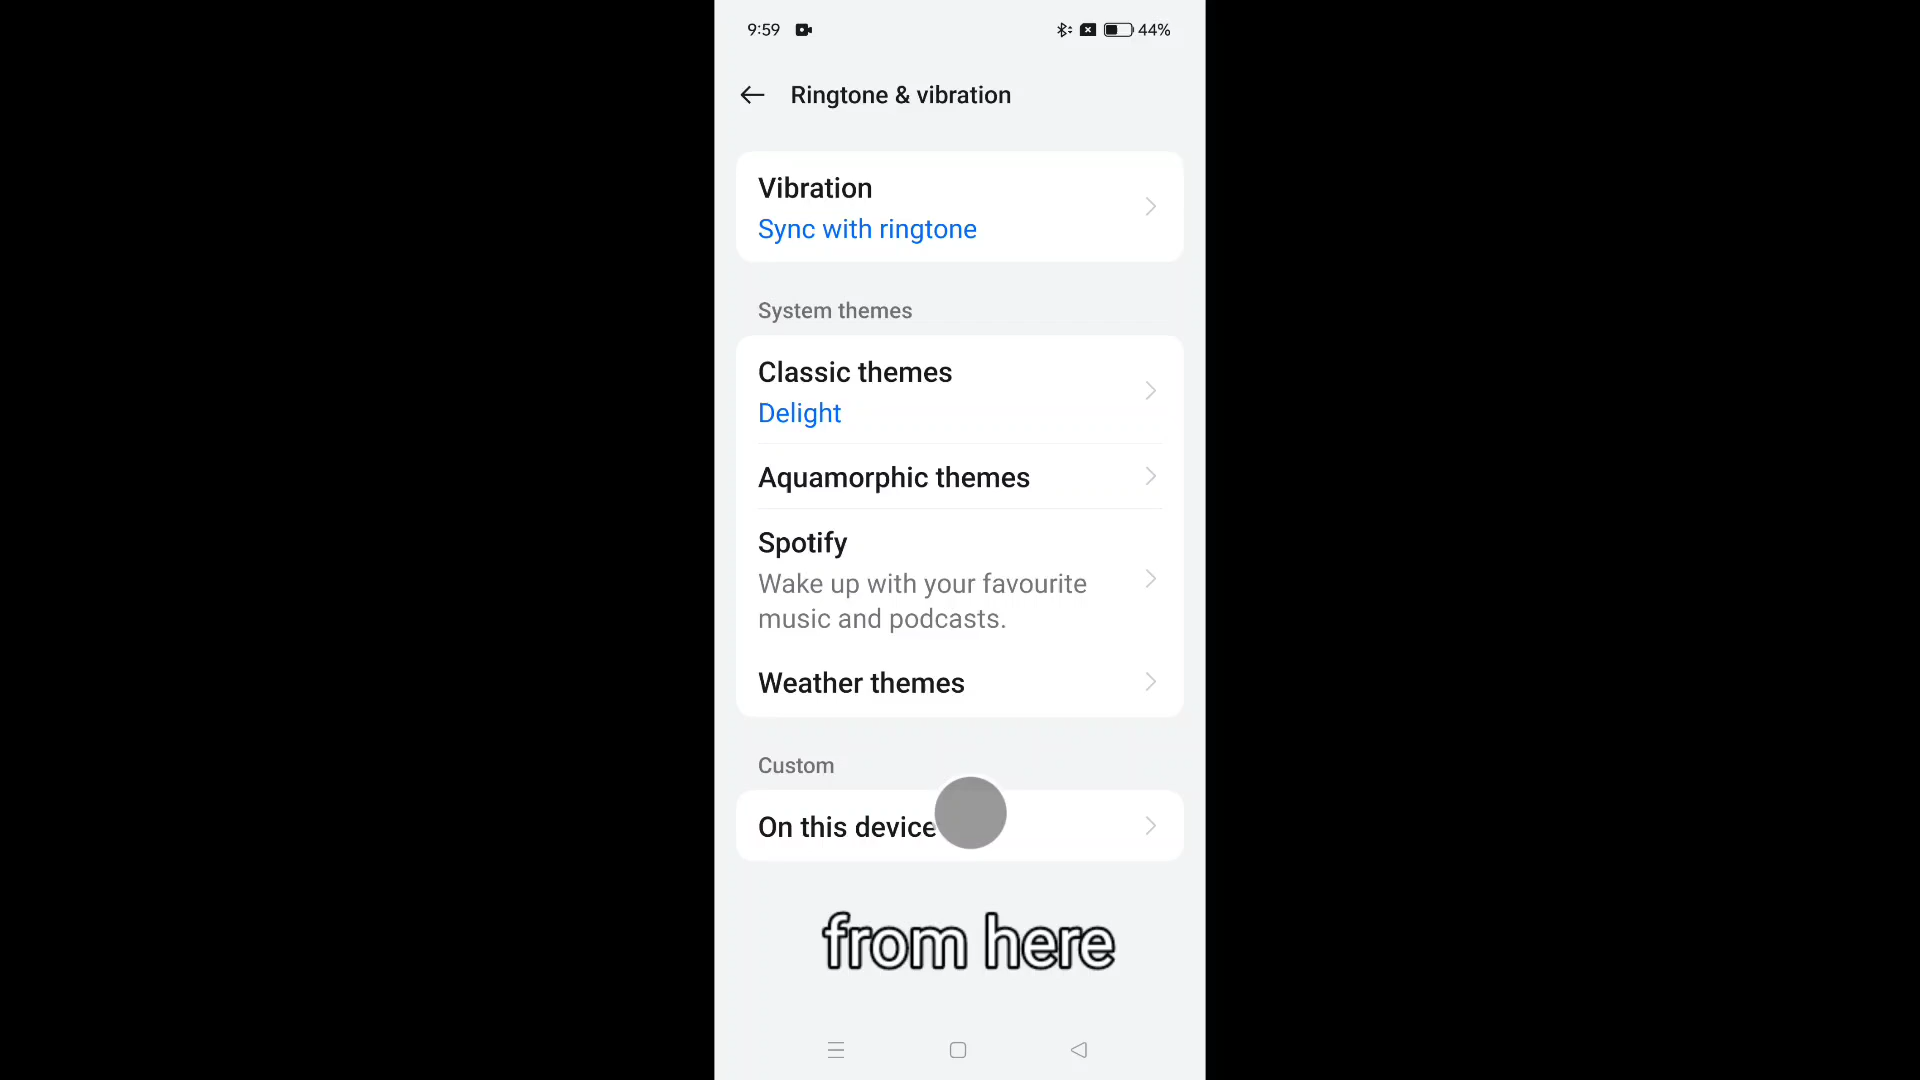 9:59
44%
Ringtone & vibration
Vibration
Sync with ringtone
System themes
Classic themes
Delight
Aquamorphic themes
Spotify
Wake up with your favourite
music and podcasts.
Weather themes
Custom
On this device
from here